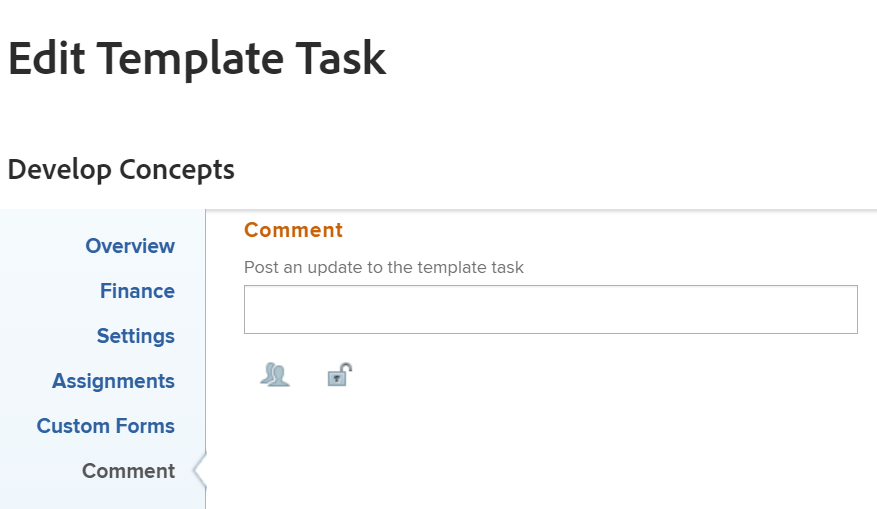 Edit Template Task
Develop Concepts
Overview
Finance
Settings
Assignments
Custom Forms
Comment
Comment
Post an update to the template task